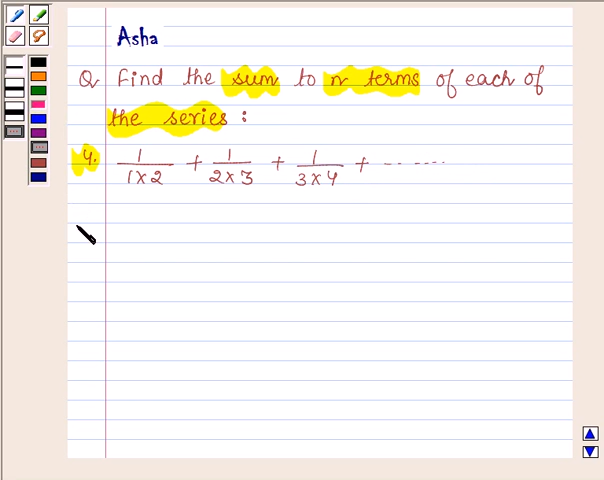 Asha
Q Find the sum to n terms of each of
the series :
4. 1/1×2 + 1/2×3 + 1/3×4 + .......